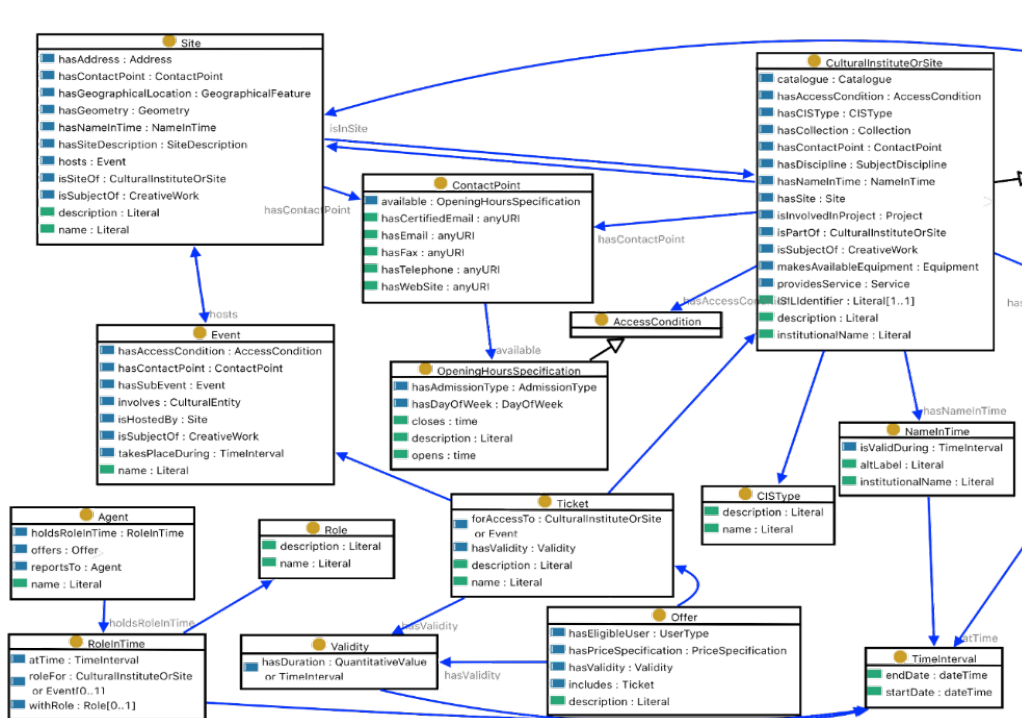 Site
hasAddress : Address
hasContactPoint : ContactPoint
hasGeographicalLocation : GeographicalFeature
hasGeometry : Geometry
hasNameInTime : NameInTime
hasSiteDescription : SiteDescription
hosts : Event
isSiteOf : CulturalInstituteOrSite
isSubjectOf : CreativeWork
description : Literal
name : Literal
isInSite
CulturalInstituteOrSite
catalogue : Catalogue
hasAccessCondition : AccessCondition
hasCISType : CISType
hasCollection : Collection
hasContactPoint : ContactPoint
hasDiscipline : SubjectDiscipline
hasNameInTime : NameInTime
hasSite : Site
isInvolvedInProject : Project
isPartOf : CulturalInstituteOrSite
isSubjectOf : CreativeWork
makesAvailableEquipment : Equipment
providesService : Service
ISILIdentifier : Literal[1..1]
description : Literal
institutionalName : Literal
ContactPoint
available : OpeningHoursSpecification
hasCertifiedEmail : anyURI
hasEmail : anyURI
hasFax : anyURI
hasTelephone : anyURI
hasWebSite : anyURI
hasContactPoint
hasContactPoint
hasAccessCondi
has
hosts
AccessCondition
available
Event
hasAccessCondition : AccessCondition
hasContactPoint : ContactPoint
hasSubEvent : Event
involves : CulturalEntity
isHostedBy : Site
isSubjectOf : CreativeWork
takesPlaceDuring : TimeInterval
name : Literal
OpeningHoursSpecification
hasAdmissionType : AdmissionType
hasDayOfWeek : DayOfWeek
closes : time
description : Literal
opens : time
hasNameInTime
NameInTime
isValidDuring : TimeInterval
altLabel : Literal
institutionalName : Literal
CISType
description : Literal
name : Literal
Ticket
forAccessTo : CulturalInstituteOrSite
or Event
hasValidity : Validity
description : Literal
name : Literal
Agent
holdsRoleInTime : RoleInTime
offers : Offer
reportsTo : Agent
name : Literal
Role
description : Literal
name : Literal
holdsRoleInTime
hasValidity
hasValidity
RoleInTime
atTime : TimeInterval
roleFor : CulturalInstituteOrSite
or Event[0..1]
withRole : Role[0..1]
Validity
hasDuration : QuantitativeValue
or TimeInterval
Offer
hasEligibleUser : UserType
hasPriceSpecification : PriceSpecification
hasValidity : Validity
includes : Ticket
description : Literal
atTime
TimeInterval
endDate : dateTime
startDate : dateTime